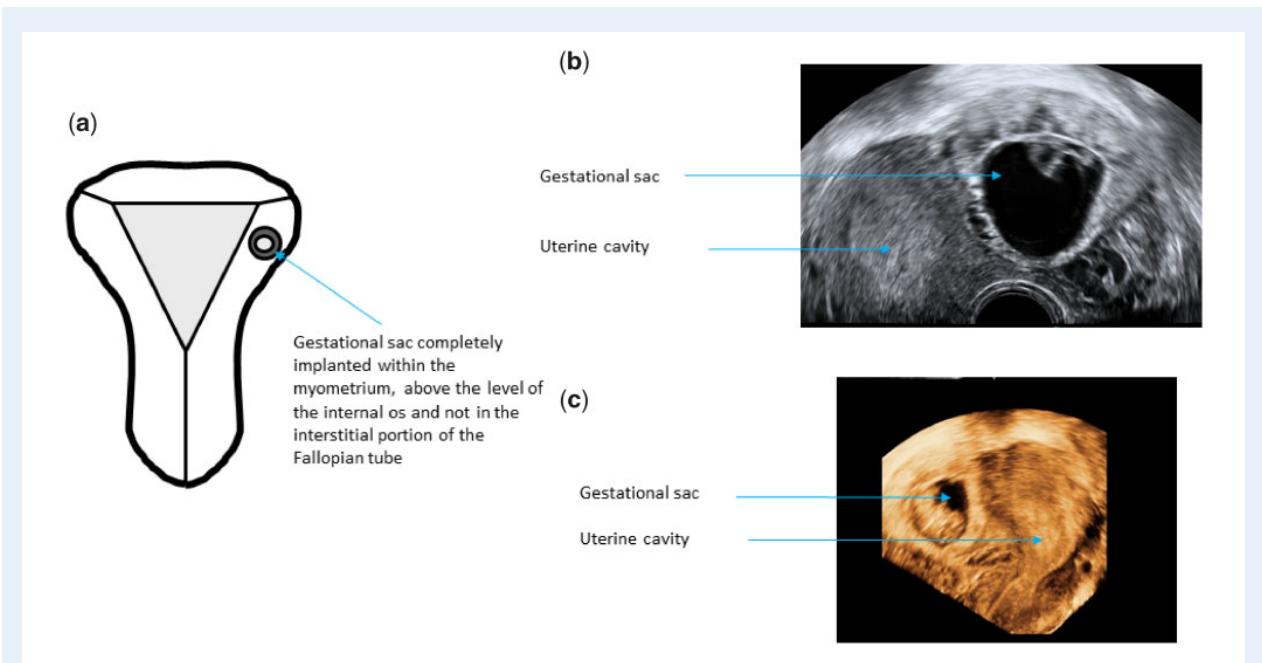 (a)
Gestational sac completely
implanted within the
myometrium, above the level of
the internal os and not in the
interstitial portion of the
Fallopian tube
(b)
Gestational sac
Uterine cavity
(c)
Gestational sac
Uterine cavity